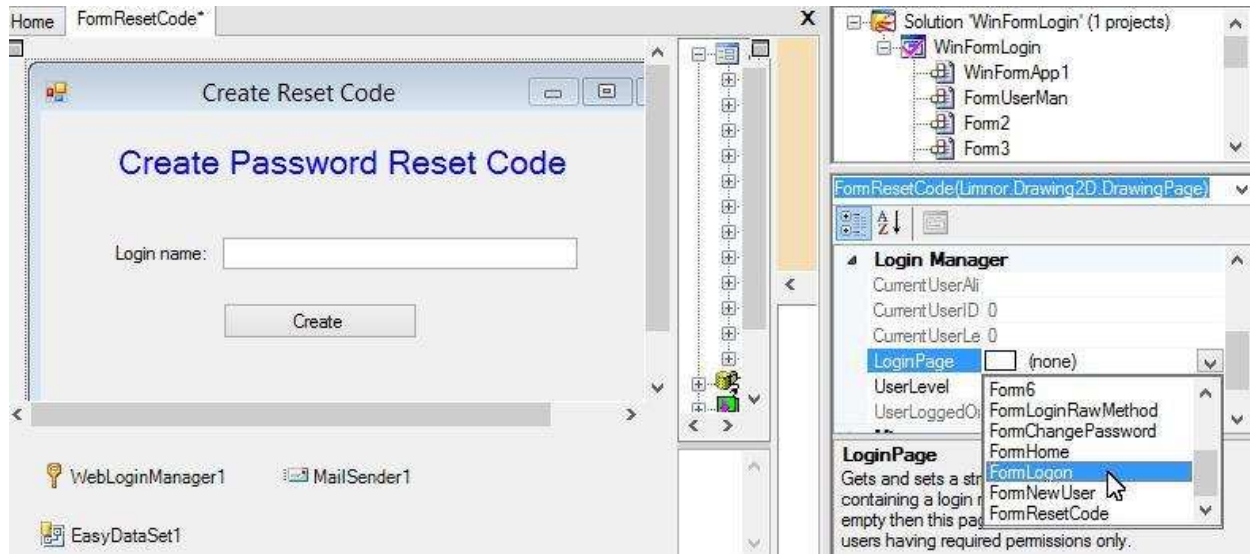 Home
FormResetCode*
X
Create Reset Code
Create Password Reset Code
Login name:
Create
WebLoginManager1
MailSender1
EasyDataSet1
Solution 'WinFormLogin' (1 projects)
WinFormLogin
WinFormApp1
FormUserMan
Form2
Form3
FormResetCode(Limnor.Drawing2D.DrawingPage)
Login Manager
CurrentUserAli
CurrentUserID 0
CurrentUserLe 0
LoginPage (none)
UserLevel
UserLoggedO
Form6
FormLoginRawMethod
FormChangePassword
FormHome
FormLogon
FormNewUser
FormResetCode
LoginPage
Gets and sets a str
containing a login
empty then this pag
users having required permissions only.